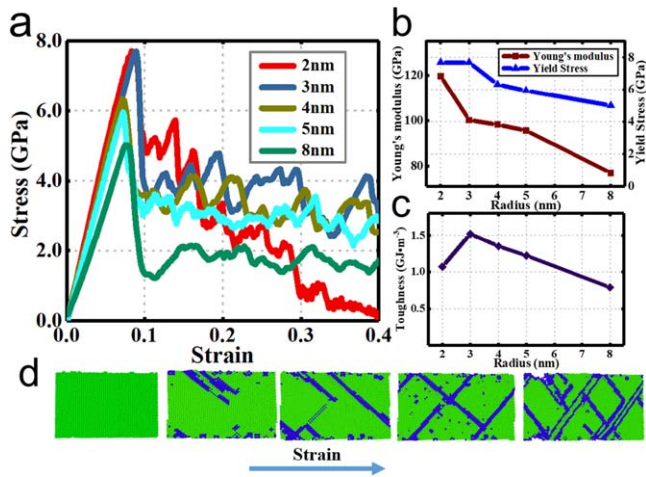 a
8.0
6.0
4.0
2.0
0.0
Stress (GPa)
2nm
3nm
4nm
5nm
8nm
0.0
0.1
0.2
0.3
0.4
Strain
b
Young's modulus
Yield Stress
120
100
80
Young's modulus (GPa)
8
6
4
2
0
Yield Stress (GPa)
2 3 4 5 6 7 8
Radius (nm)
c
1.5
1.0
0.5
Toughness (GJ•m⁻³)
2 3 4 5 6 7 8
Radius (nm)
d
Strain